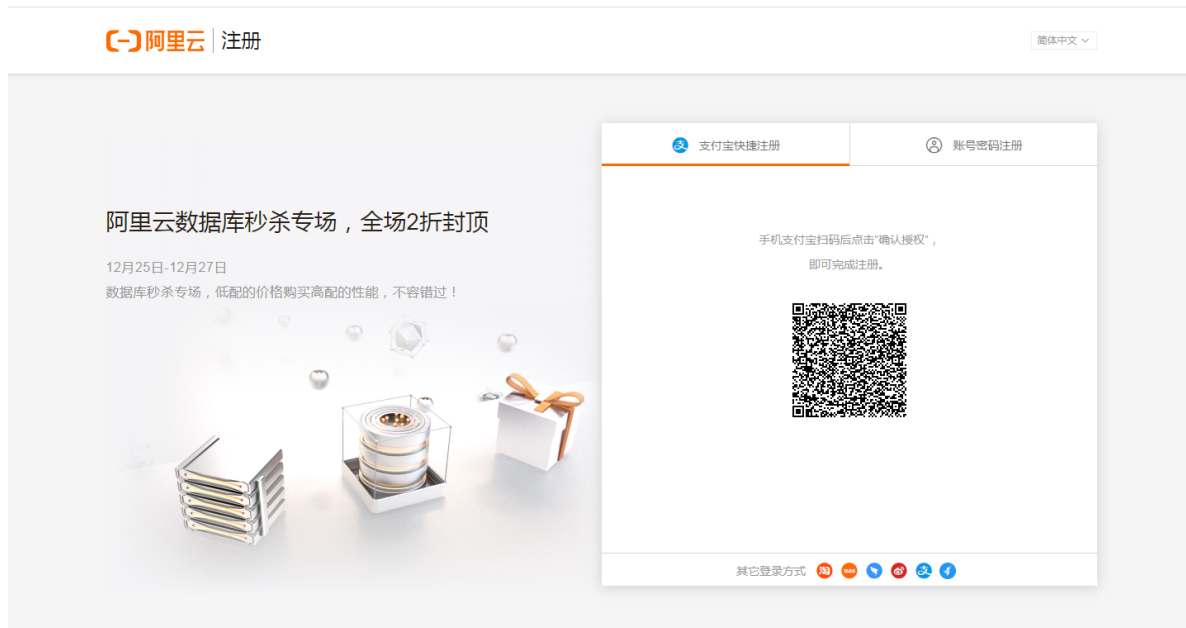 阿里云 注册
简体中文
支付宝快捷注册
账号密码注册
阿里云数据库秒杀专场，全场2折封顶
12月25日-12月27日
数据库秒杀专场，低配的价格购买高配的性能，不容错过！
手机支付宝扫码后点击“确认授权”，
即可完成注册。
其它登录方式